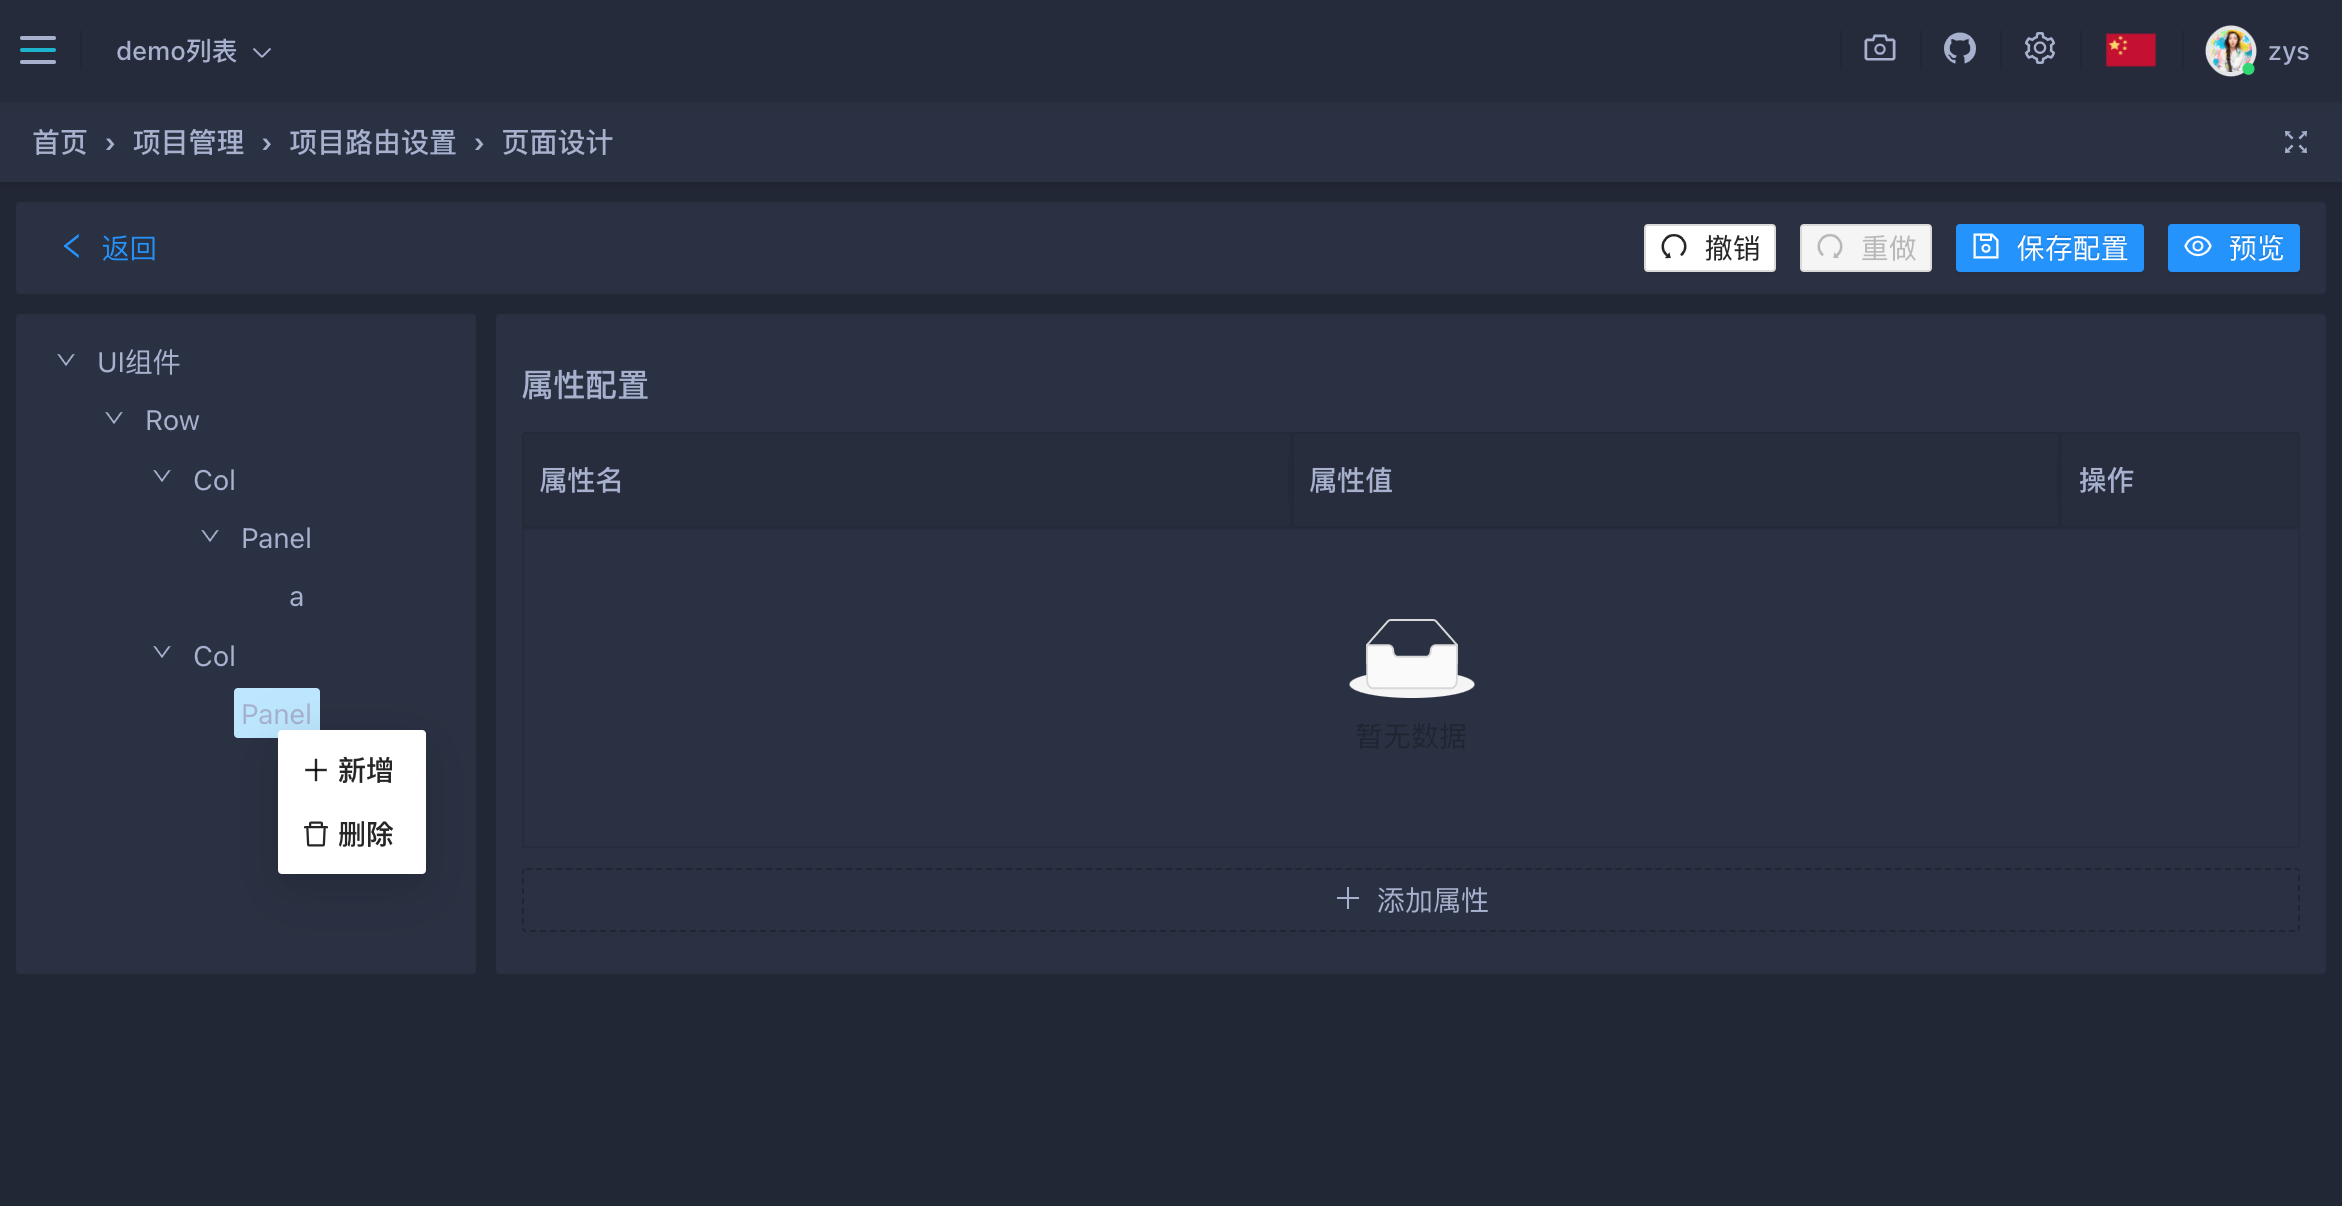 demo列表
zys
首页 › 项目管理 › 项目路由设置 › 页面设计
返回
撤销
重做
保存配置
预览
UI组件
Row
Col
Panel
a
Col
Panel
新增
删除
属性配置
属性名
属性值
操作
暂无数据
添加属性